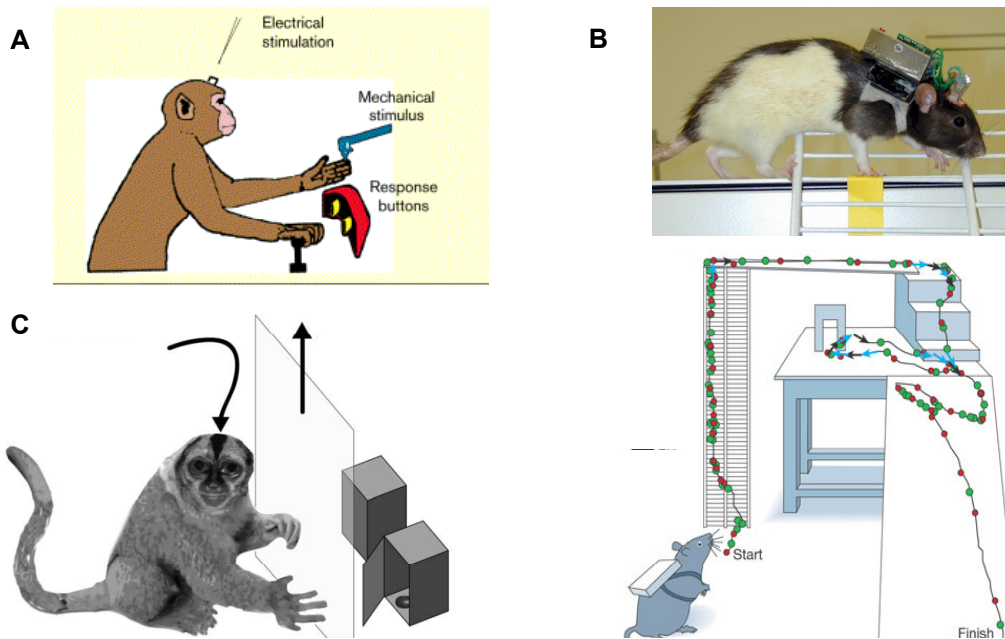 A
Electrical
stimulation
Mechanical
stimulus
Response
buttons
B
C
Start
Finish